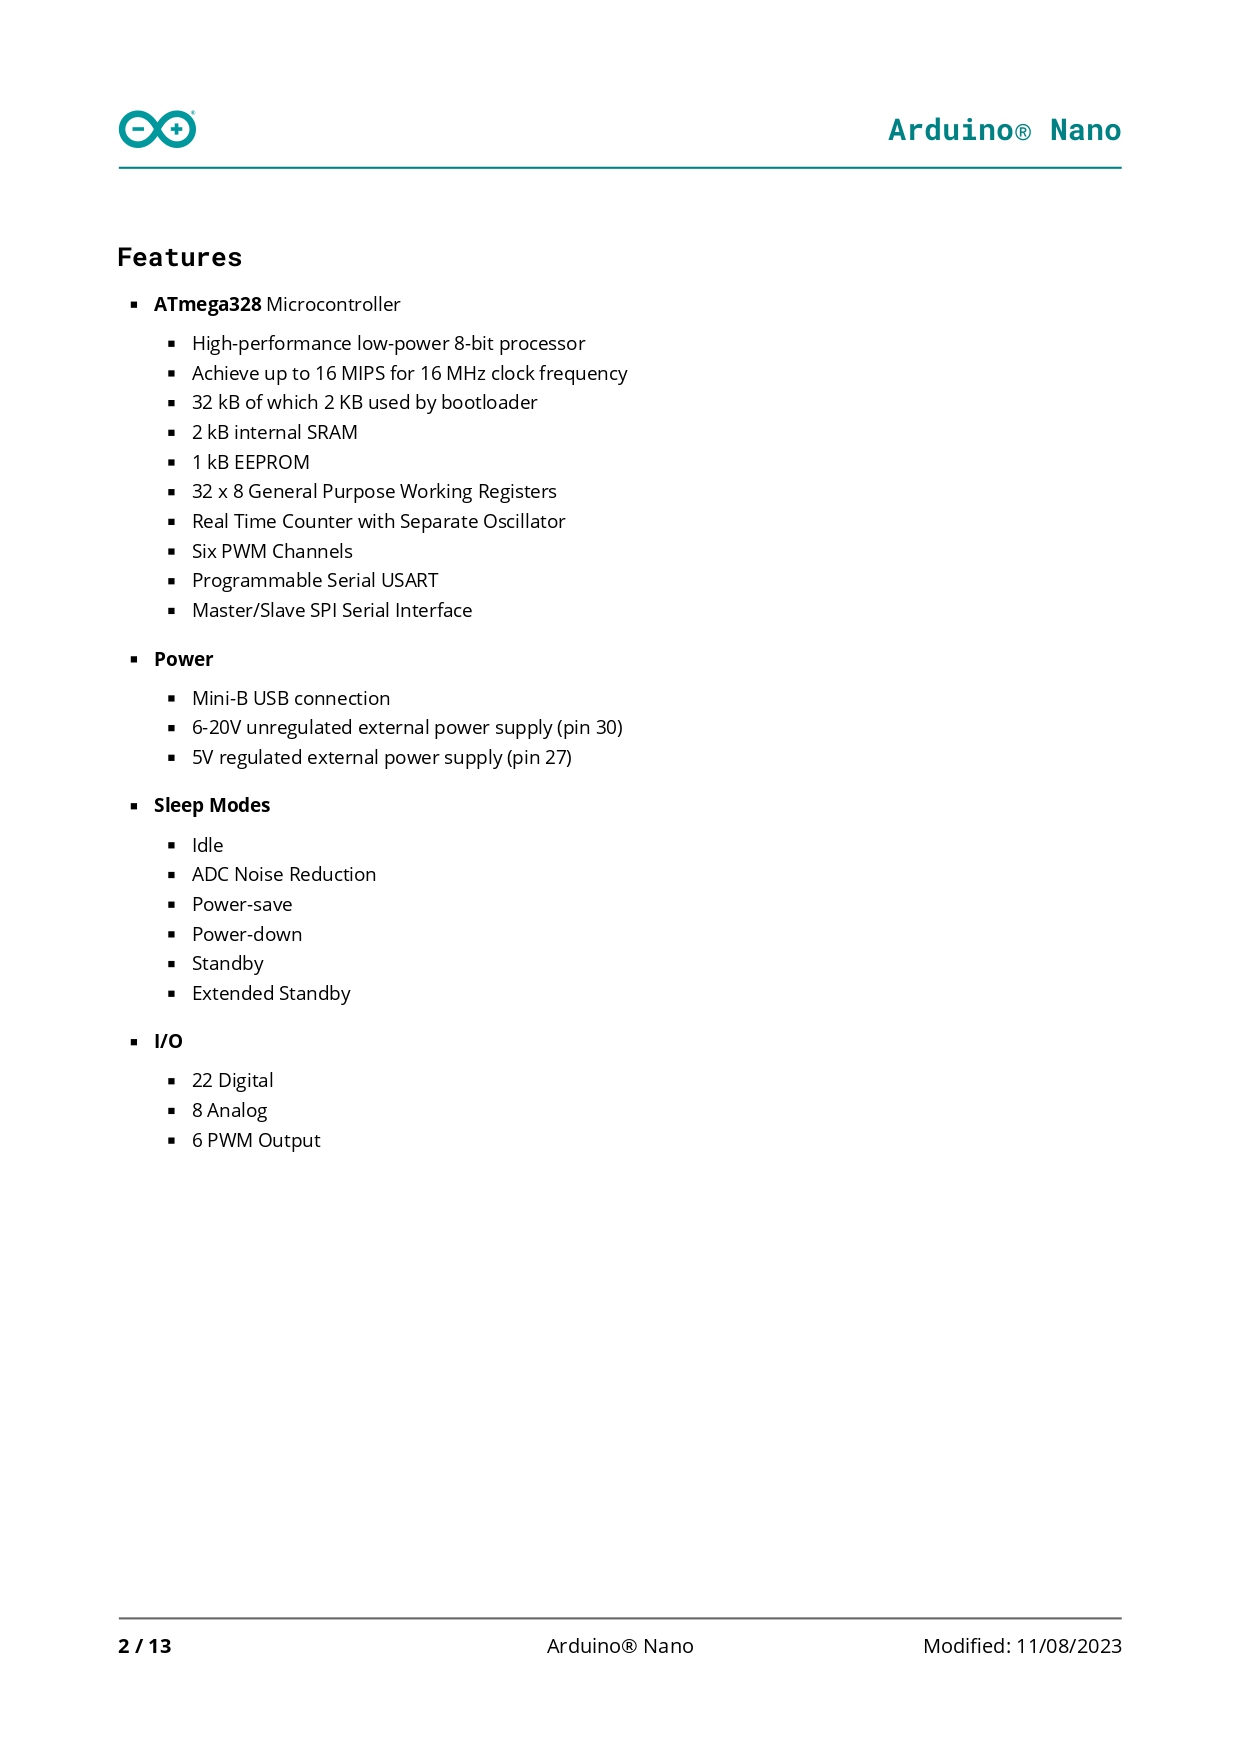 Arduino® Nano
Features
▪ ATmega328 Microcontroller
▪ High-performance low-power 8-bit processor
▪ Achieve up to 16 MIPS for 16 MHz clock frequency
▪ 32 kB of which 2 KB used by bootloader
▪ 2 kB internal SRAM
▪ 1 kB EEPROM
▪ 32 x 8 General Purpose Working Registers
▪ Real Time Counter with Separate Oscillator
▪ Six PWM Channels
▪ Programmable Serial USART
▪ Master/Slave SPI Serial Interface
▪ Power
▪ Mini-B USB connection
▪ 6-20V unregulated external power supply (pin 30)
▪ 5V regulated external power supply (pin 27)
▪ Sleep Modes
▪ Idle
▪ ADC Noise Reduction
▪ Power-save
▪ Power-down
▪ Standby
▪ Extended Standby
▪ I/O
▪ 22 Digital
▪ 8 Analog
▪ 6 PWM Output
2 / 13 Arduino® Nano Modified: 11/08/2023